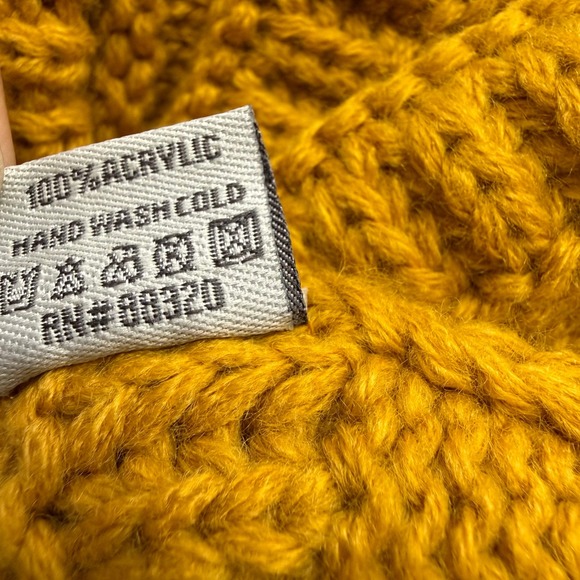 100% ACRYLIC
HAND WASH COLD
RN# 88320